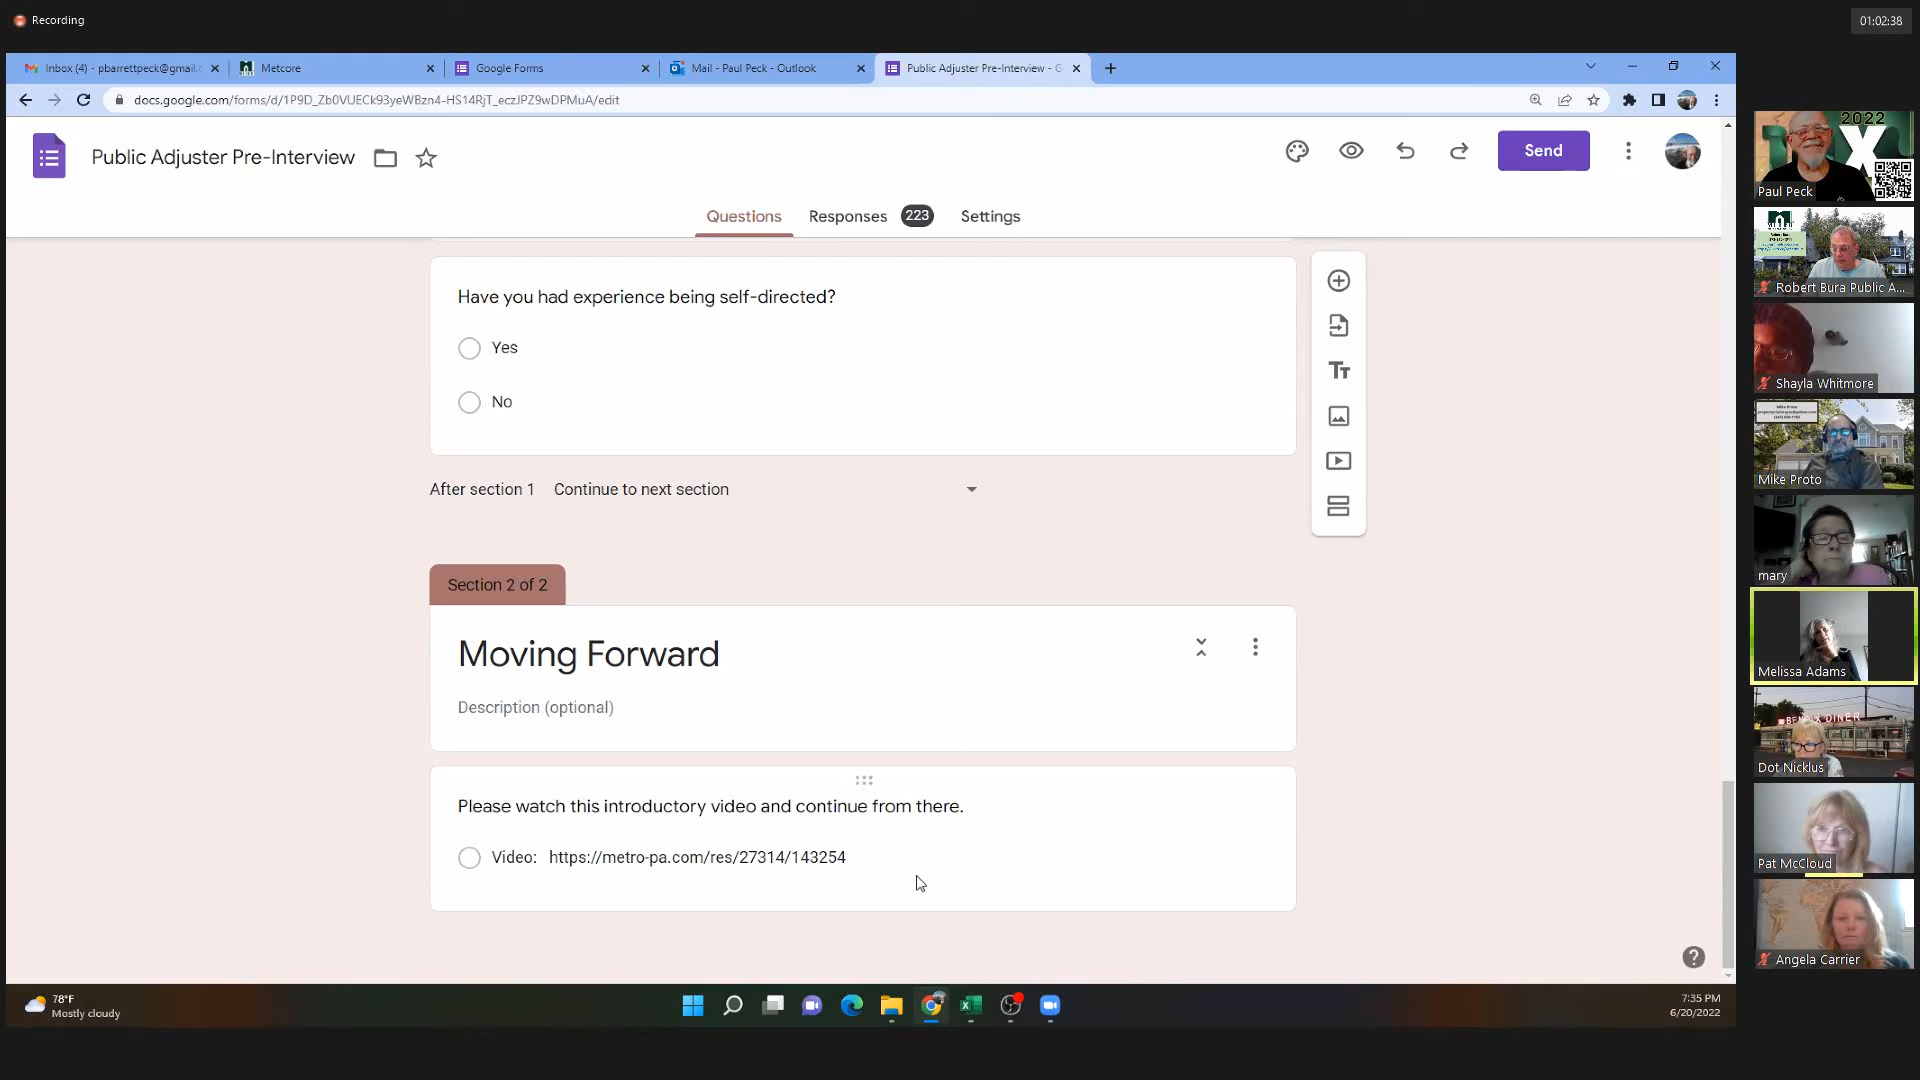 Recording
01:02:38
Inbox (4) - pbarrettpeck@gmail.c
Metcore
Google Forms
Mail - Paul Peck - Outlook
Public Adjuster Pre-Interview - G
docs.google.com/forms/d/1P9D_Zb0VUECk93yeWBzn4-HS14RjT_eczJPZ9wDPMuA/edit
Public Adjuster Pre-Interview
Send
Questions
Responses 223
Settings
Have you had experience being self-directed?
Yes
No
After section 1 Continue to next section
Section 2 of 2
Moving Forward
Description (optional)
Please watch this introductory video and continue from there.
Video: https://metro-pa.com/res/27314/143254
78°F
Mostly cloudy
7:35 PM
6/20/2022
2022
Paul Peck
Robert Bura Public A...
Shayla Whitmore
Mike Proto
Mike Proto
mary
Melissa Adams
DINER
Dot Nicklus
Pat McCloud
Angela Carrier